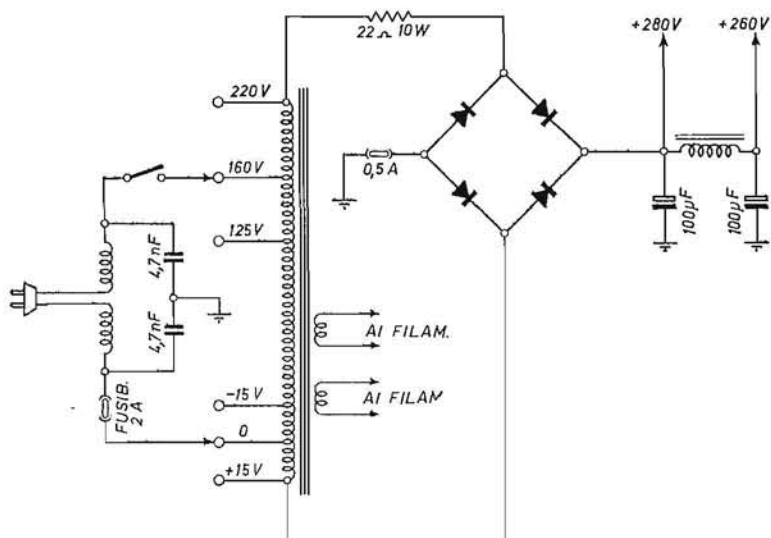 22 Ω 10W
+280V
+260V
220V
160V
125V
0,5 A
100µF
100µF
4,7nF
4,7nF
AI FILAM.
AI FILAM
-15V
0
+15V
FUSIB.
2A